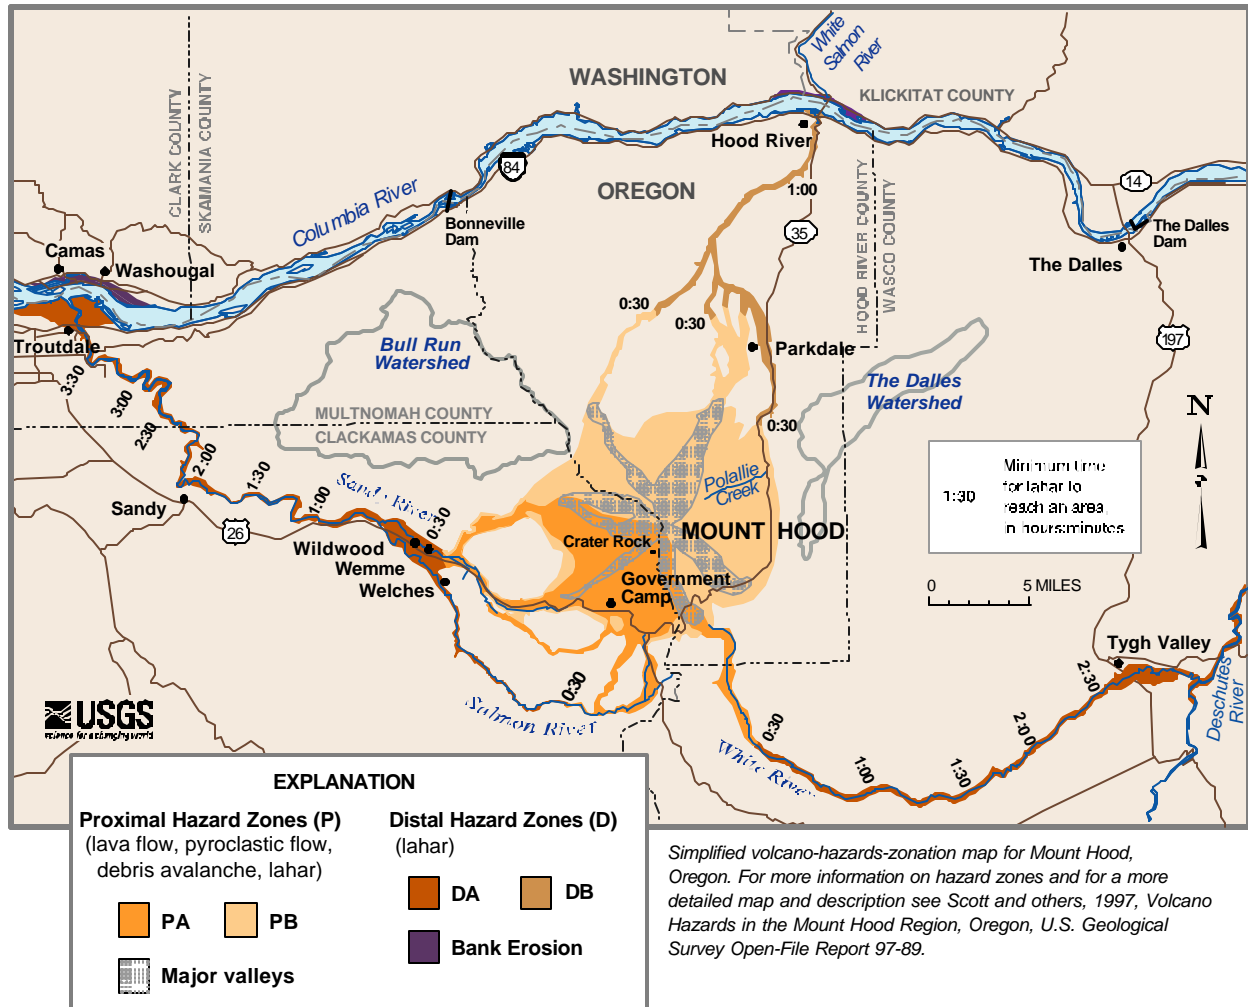 WASHINGTON
OREGON
CLARK COUNTY
SKAMANIA COUNTY
KLICKITAT COUNTY
White
Salmon
River
Hood River
84
14
35
Columbia River
Bonneville
Dam
The Dalles
Dam
The Dalles
HOOD RIVER COUNTY
WASCO COUNTY
1:00
Camas
Washougal
Troutdale
0:30
0:30
Parkdale
197
Bull Run
Watershed
The Dalles
Watershed
MULTNOMAH COUNTY
CLACKAMAS COUNTY
3:30
3:00
2:30
2:00
1:30
1:00
0:30
0:30
Sandy
26
Sandy River
Polallie
Creek
N
1:30
Minimum time
for lahar to
reach an area,
in hours:minutes
Wildwood
Wemme
Welches
Crater Rock
MOUNT HOOD
Government
Camp
0 5 MILES
Tygh Valley
0:30
Salmon River
White River
0:30
1:00
1:30
2:00
2:30
Deschutes
River
USGS
science for a changing world
EXPLANATION
Proximal Hazard Zones (P)
(lava flow, pyroclastic flow,
debris avalanche, lahar)
PA PB
Major valleys
Distal Hazard Zones (D)
(lahar)
DA DB
Bank Erosion
Simplified volcano-hazards-zonation map for Mount Hood,
Oregon. For more information on hazard zones and for a more
detailed map and description see Scott and others, 1997, Volcano
Hazards in the Mount Hood Region, Oregon, U.S. Geological
Survey Open-File Report 97-89.